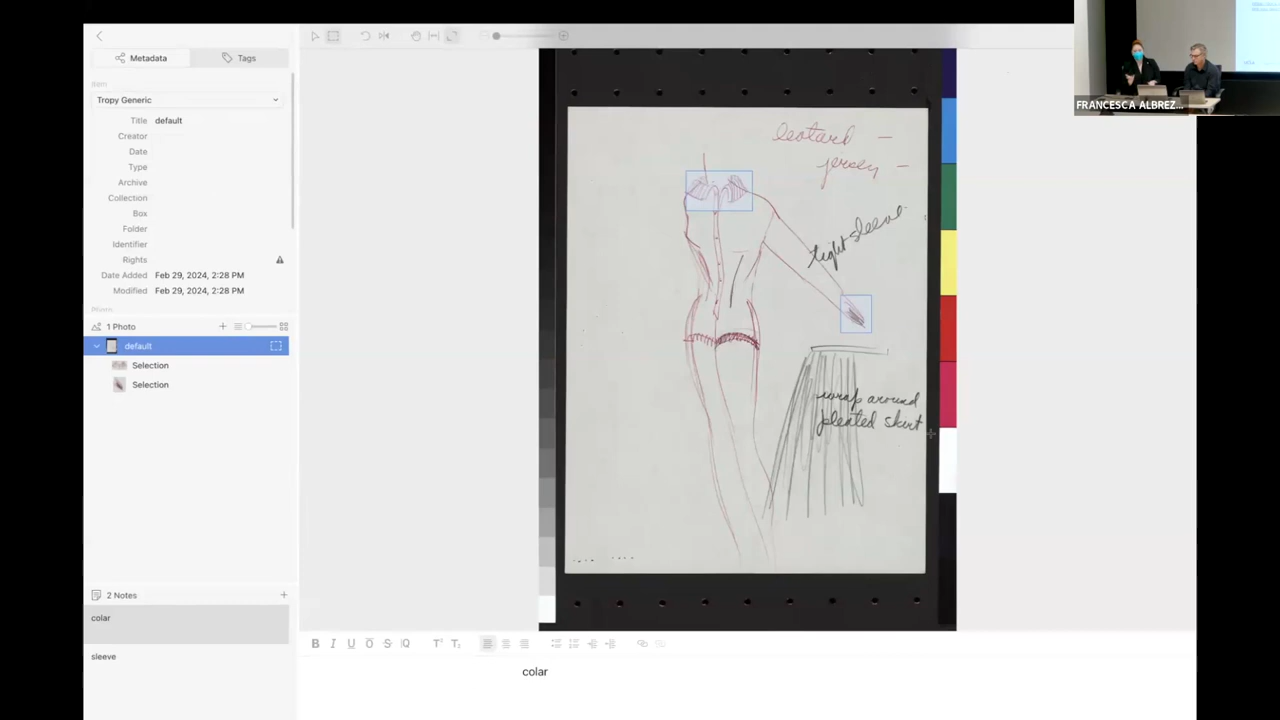 Metadata
Tags
Item
Tropy Generic
Title default
Creator
Date
Type
Archive
Collection
Box
Folder
Identifier
Rights
Date Added Feb 29, 2024, 2:28 PM
Modified Feb 29, 2024, 2:28 PM
1 Photo
default
Selection
Selection
2 Notes
colar
sleeve
leotard —
jersey —
tight sleeve
wrap around
pleated skirt
B I U O S Q
colar
FRANCESCA ALBREZ...